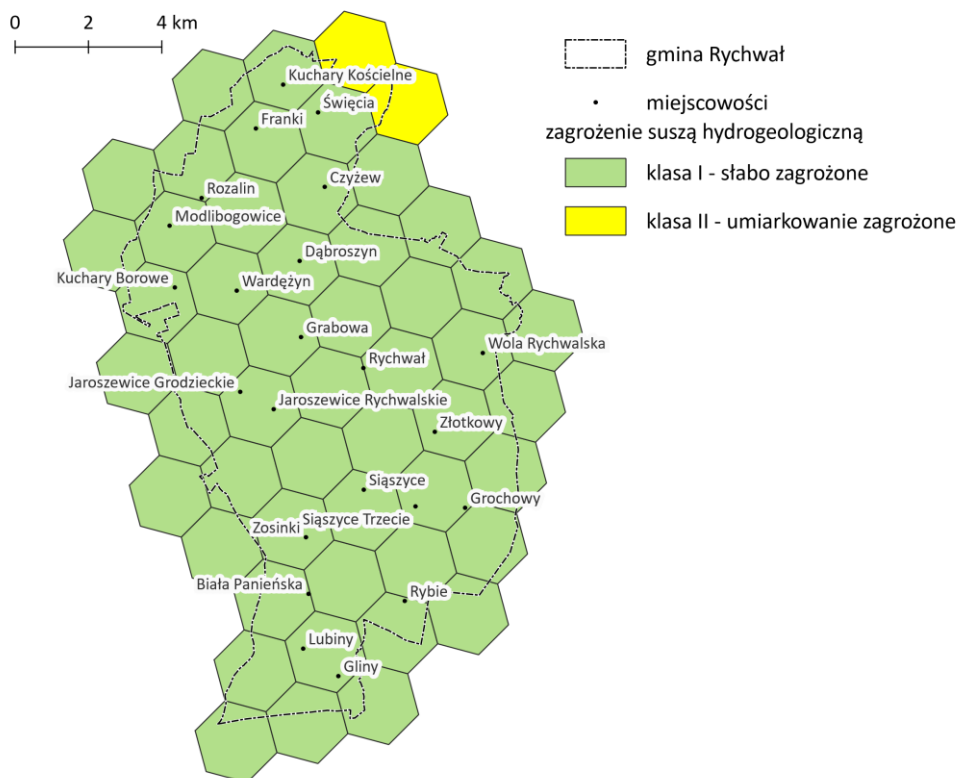 0 2 4 km
gmina Rychwał
miejscowości
zagrożenie suszą hydrogeologiczną
klasa I - słabo zagrożone
klasa II - umiarkowanie zagrożone
Kuchary Kościelne
Święcia
Franki
Czyżew
Rozalin
Modlibogowice
Dąbroszyn
Kuchary Borowe
Wardężyn
Grabowa
Rychwał
Wola Rychwalska
Jaroszewice Grodzieckie
Jaroszewice Rychwalskie
Złotkowy
Siąszyce
Grochowy
Siąszyce Trzecie
Zosinki
Biała Panieńska
Rybie
Lubiny
Gliny